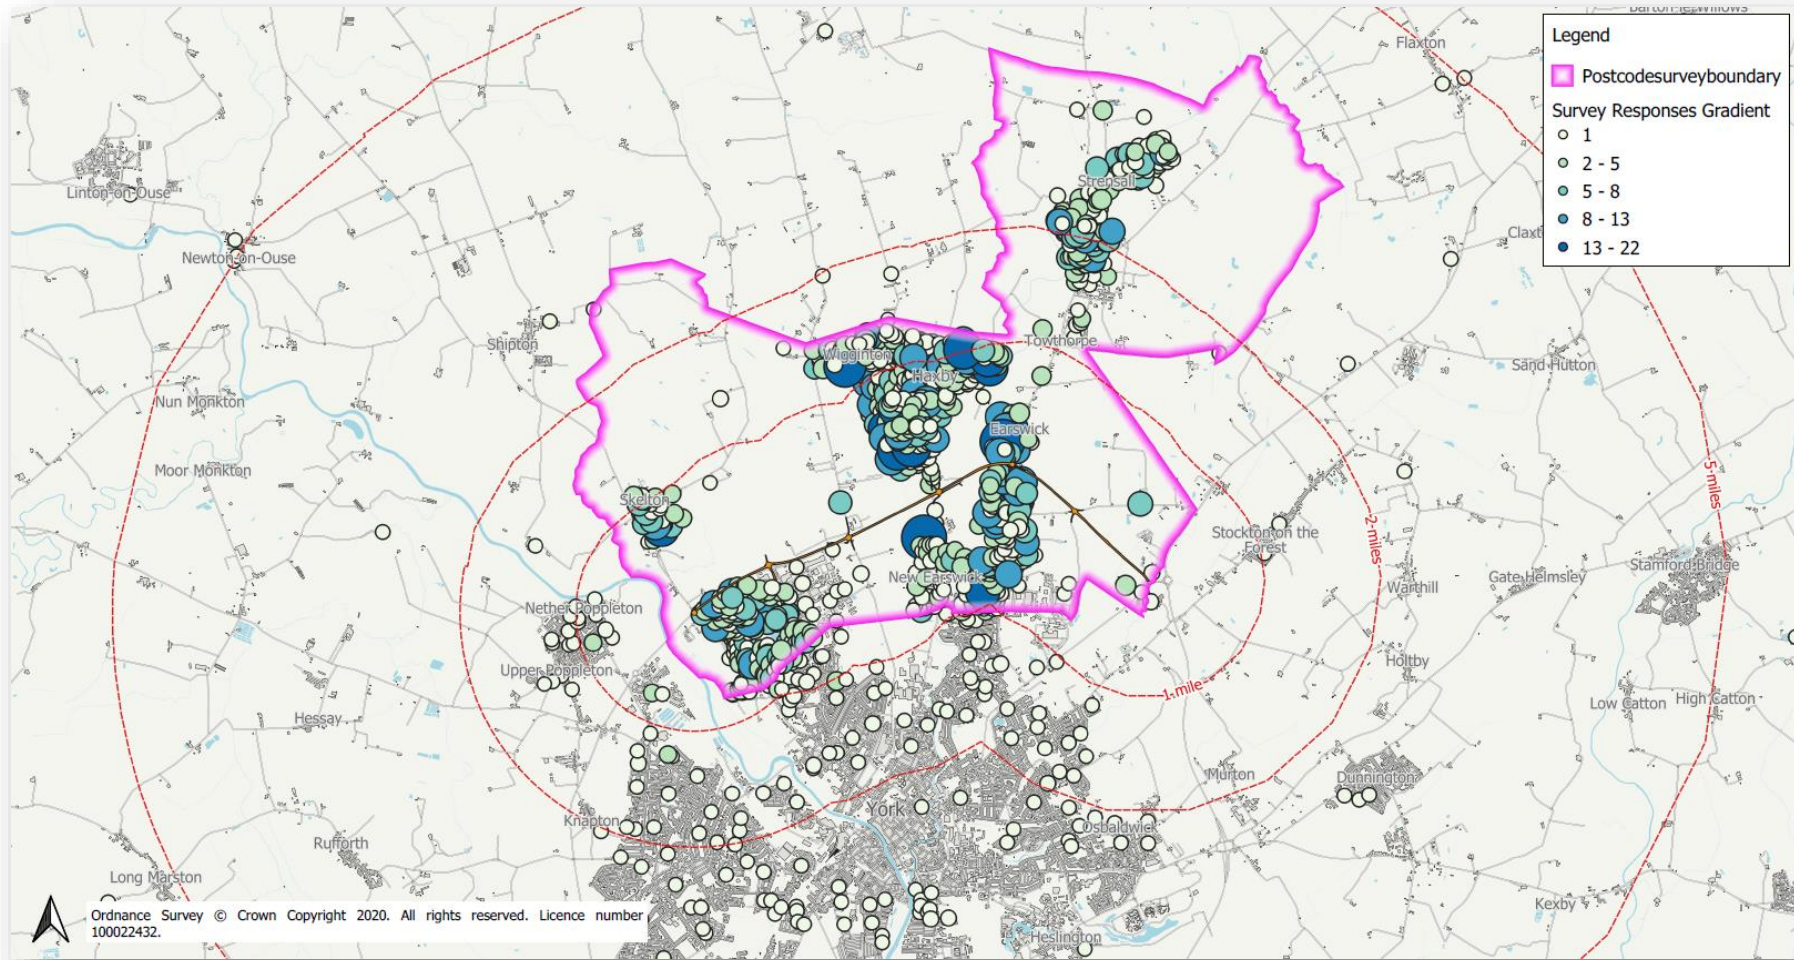 Barton-le-Willows
Flaxton
Legend
Postcodesurveyboundary
Survey Responses Gradient
1
2 - 5
5 - 8
8 - 13
13 - 22
Linton-on-Ouse
Strensall
Claxt
Newton-on-Ouse
Shipton
Wigginton
Towthorpe
Haxby
Sand Hutton
Nun Monkton
Earswick
Moor Monkton
5 miles
Skelton
2 miles
Stockton on the
Forest
Stamford Bridge
New Earswick
Gate Helmsley
Warthill
Nether Poppleton
Upper Poppleton
Holtby
1 mile
Low Catton
High Catton
Hessay
Murton
Dunnington
York
Knapton
Osbaldwick
Rufforth
Long Marston
Kexby
Heslington
Ordnance Survey © Crown Copyright 2020. All rights reserved. Licence number
100022432.